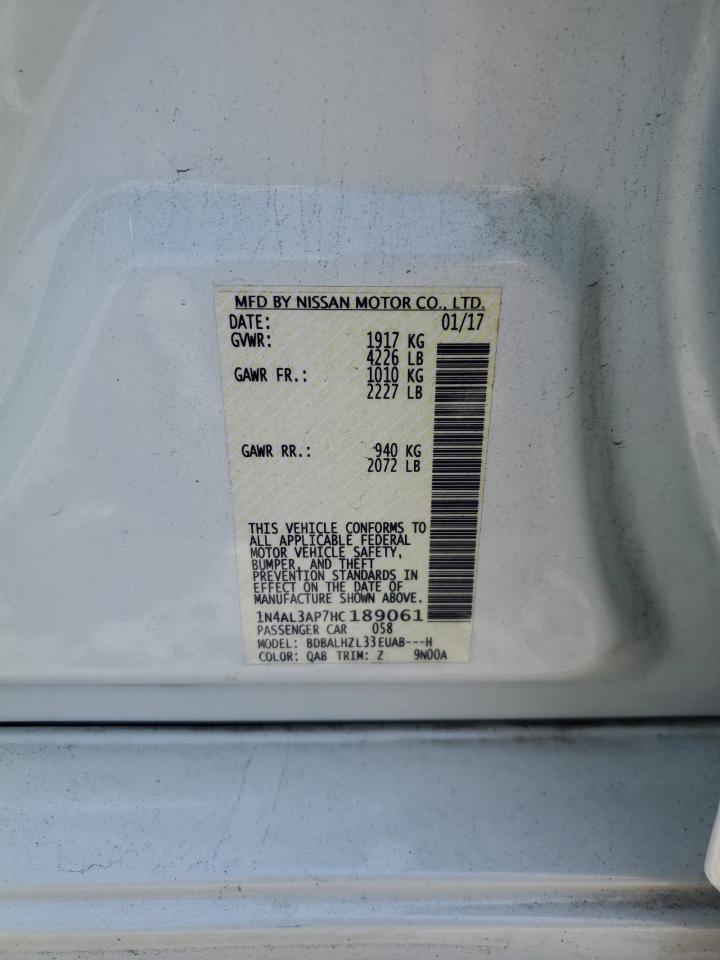 MFD BY NISSAN MOTOR CO., LTD.
DATE: 01/17
GVWR: 1917 KG
4226 LB
GAWR FR.: 1010 KG
2227 LB
GAWR RR.: 940 KG
2072 LB
THIS VEHICLE CONFORMS TO
ALL APPLICABLE FEDERAL
MOTOR VEHICLE SAFETY,
BUMPER, AND THEFT
PREVENTION STANDARDS IN
EFFECT ON THE DATE OF
MANUFACTURE SHOWN ABOVE.
1N4AL3AP7HC189061
PASSENGER CAR 058
MODEL: BDBALHZL33EUAB---H
COLOR: QAB TRIM: Z 9N00A